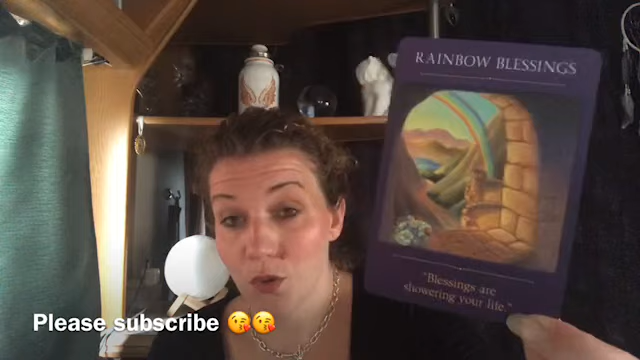 RAINBOW BLESSINGS
"Blessings are
showering your life."
Please subscribe 😘😘